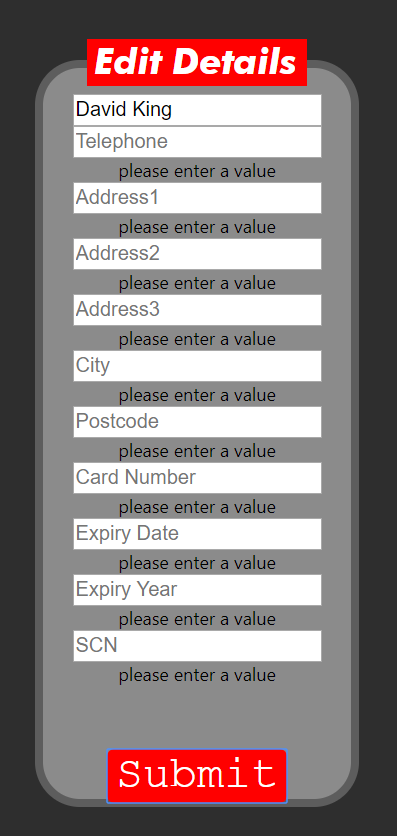 Edit Details
David King
Telephone
please enter a value
Address1
please enter a value
Address2
please enter a value
Address3
please enter a value
City
please enter a value
Postcode
please enter a value
Card Number
please enter a value
Expiry Date
please enter a value
Expiry Year
please enter a value
SCN
please enter a value
Submit